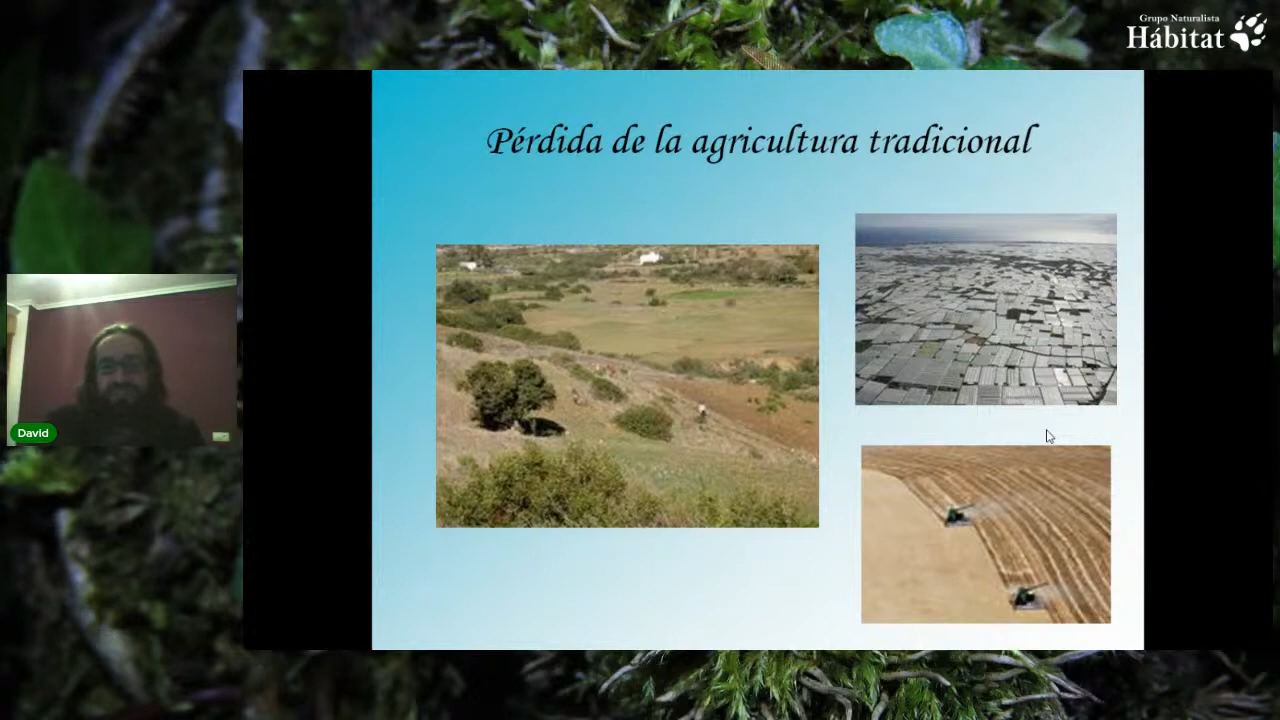 Grupo Naturalista
Hábitat
Pérdida de la agricultura tradicional
David